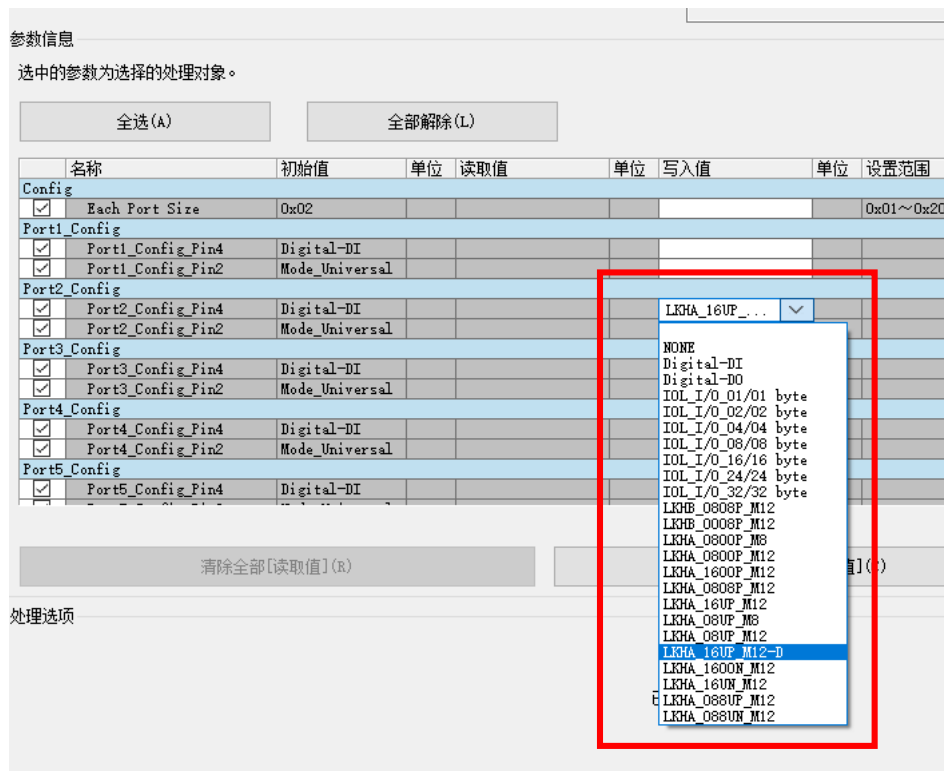 参数信息
选中的参数为选择的处理对象。
全选(A) 全部解除(L)
名称 初始值 单位 读取值 单位 写入值 单位 设置范围
Config
Each Port Size 0x02 0x01～0x20
Port1_Config
Port1_Config_Pin4 Digital-DI
Port1_Config_Pin2 Mode_Universal
Port2_Config
Port2_Config_Pin4 Digital-DI LKHA_16UP_...
Port2_Config_Pin2 Mode_Universal
Port3_Config
Port3_Config_Pin4 Digital-DI
Port3_Config_Pin2 Mode_Universal
Port4_Config
Port4_Config_Pin4 Digital-DI
Port4_Config_Pin2 Mode_Universal
Port5_Config
Port5_Config_Pin4 Digital-DI
NONE
Digital-DI
Digital-DO
IOL_I/O_01/01 byte
IOL_I/O_02/02 byte
IOL_I/O_04/04 byte
IOL_I/O_08/08 byte
IOL_I/O_16/16 byte
IOL_I/O_24/24 byte
IOL_I/O_32/32 byte
LKHB_0808P_M12
LKHB_0008P_M12
LKHA_0800P_M8
LKHA_0800P_M12
LKHA_1600P_M12
LKHA_0808P_M12
LKHA_16UP_M12
LKHA_08UP_M8
LKHA_08UP_M12
LKHA_16UP_M12-D
LKHA_1600N_M12
LKHA_16UN_M12
LKHA_088UP_M12
LKHA_088UN_M12
清除全部[读取值](R)
处理选项